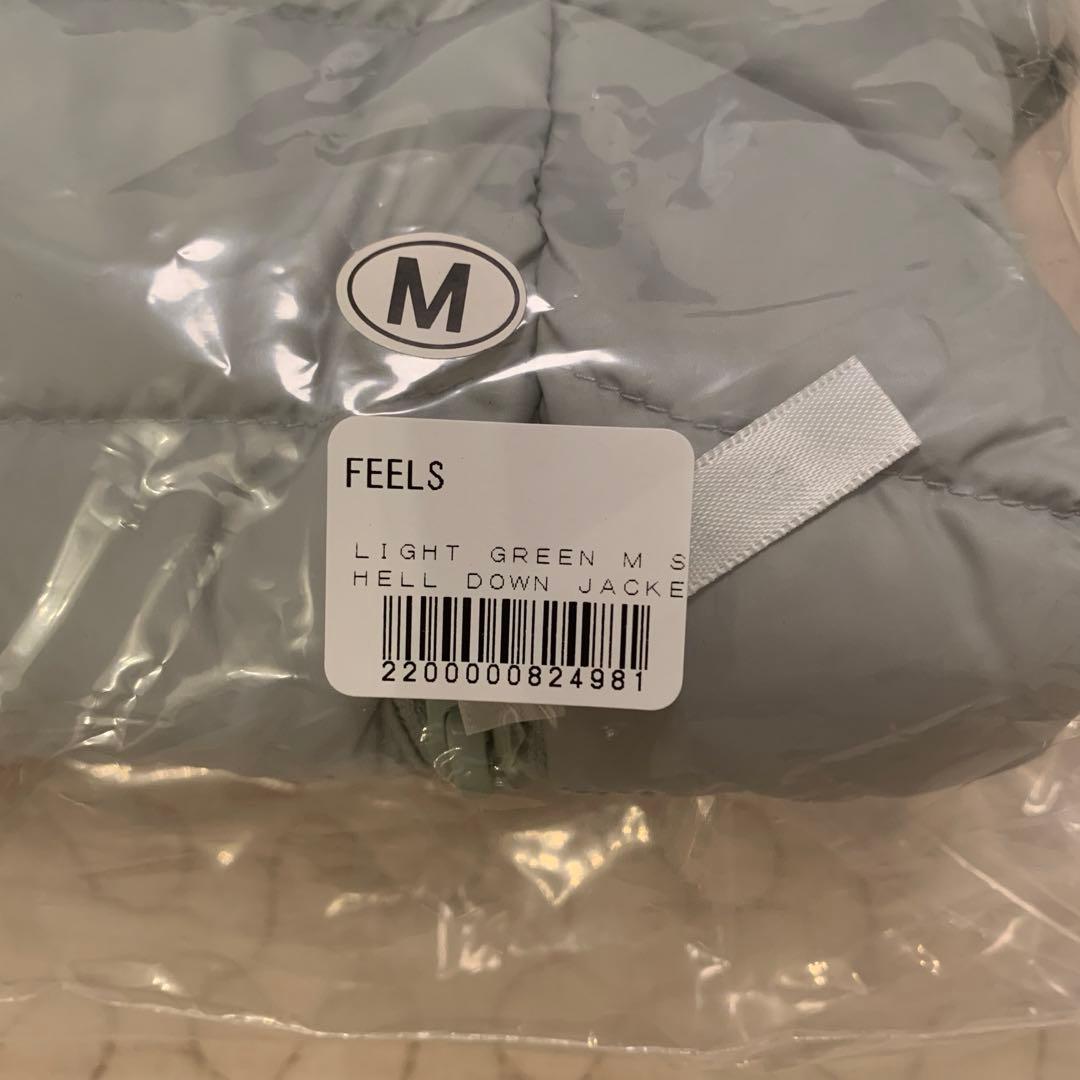 M
FEELS
LIGHT GREEN M S
HELL DOWN JACKE
2200000824981